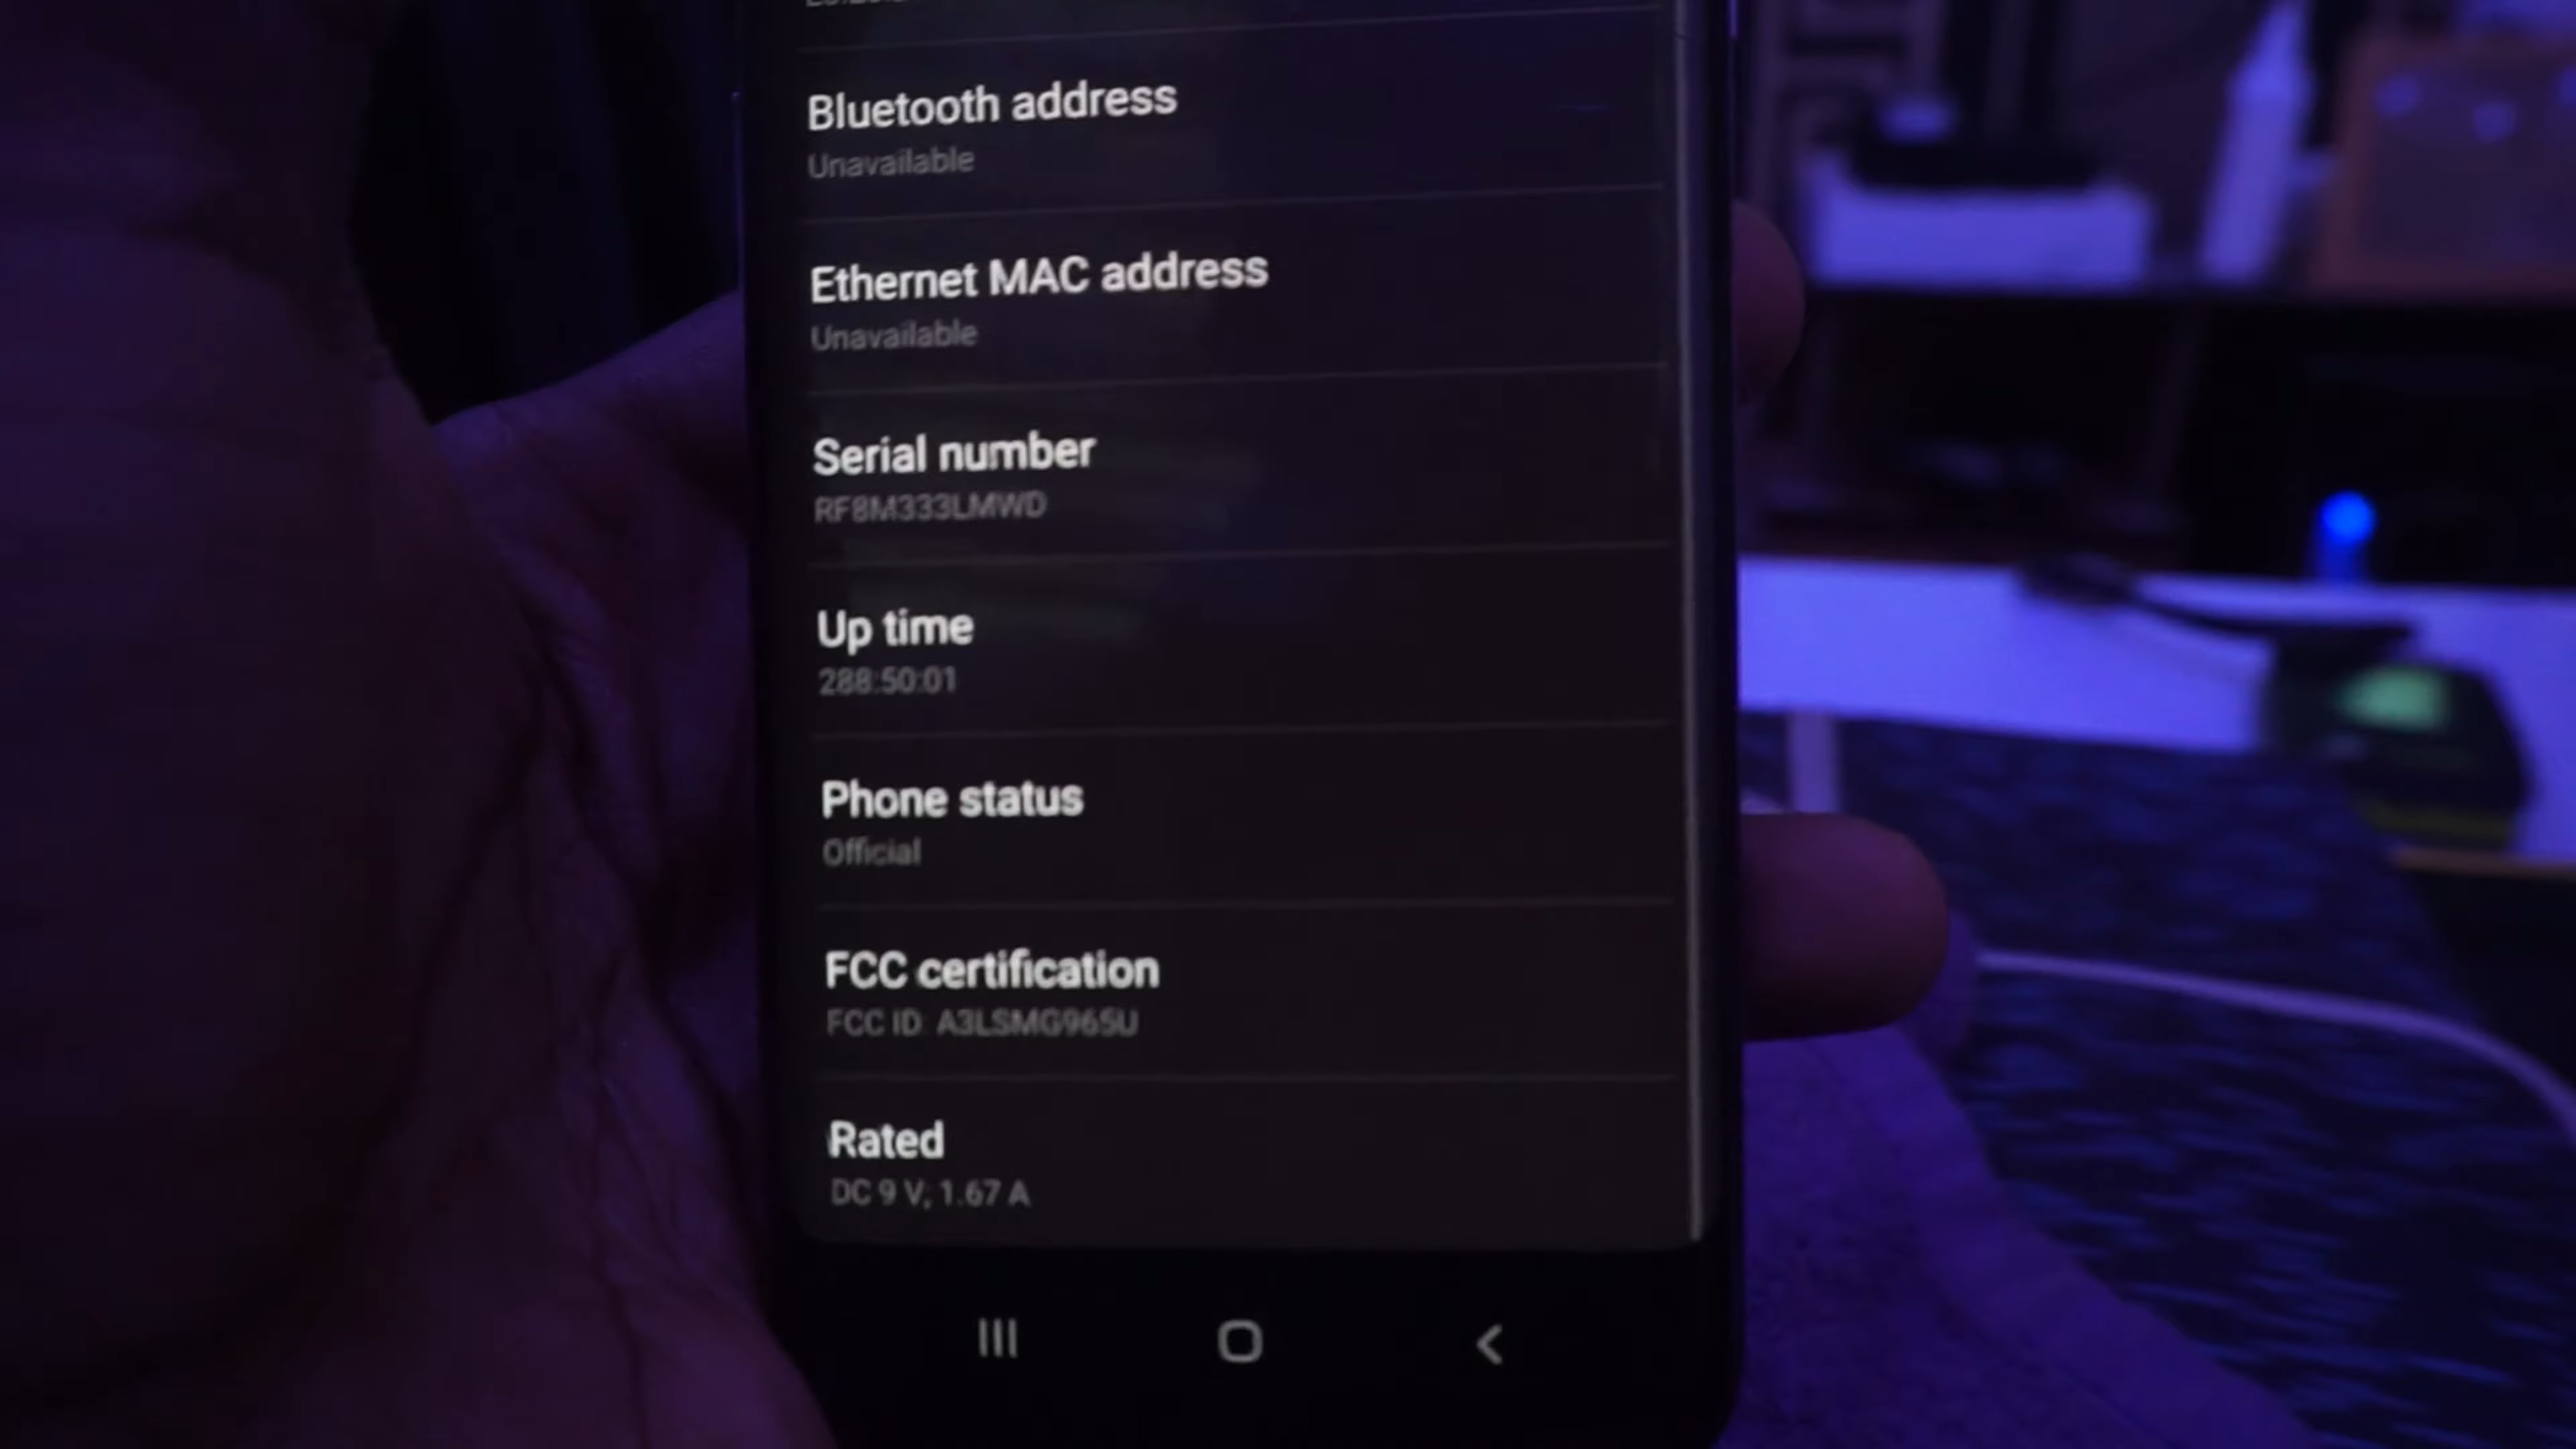 Bluetooth address
Unavailable
Ethernet MAC address
Unavailable
Serial number
RF8M333LMWD
Up time
288:50:01
Phone status
Official
FCC certification
FCC ID: A3LSMG965U
Rated
DC 9 V; 1.67 A